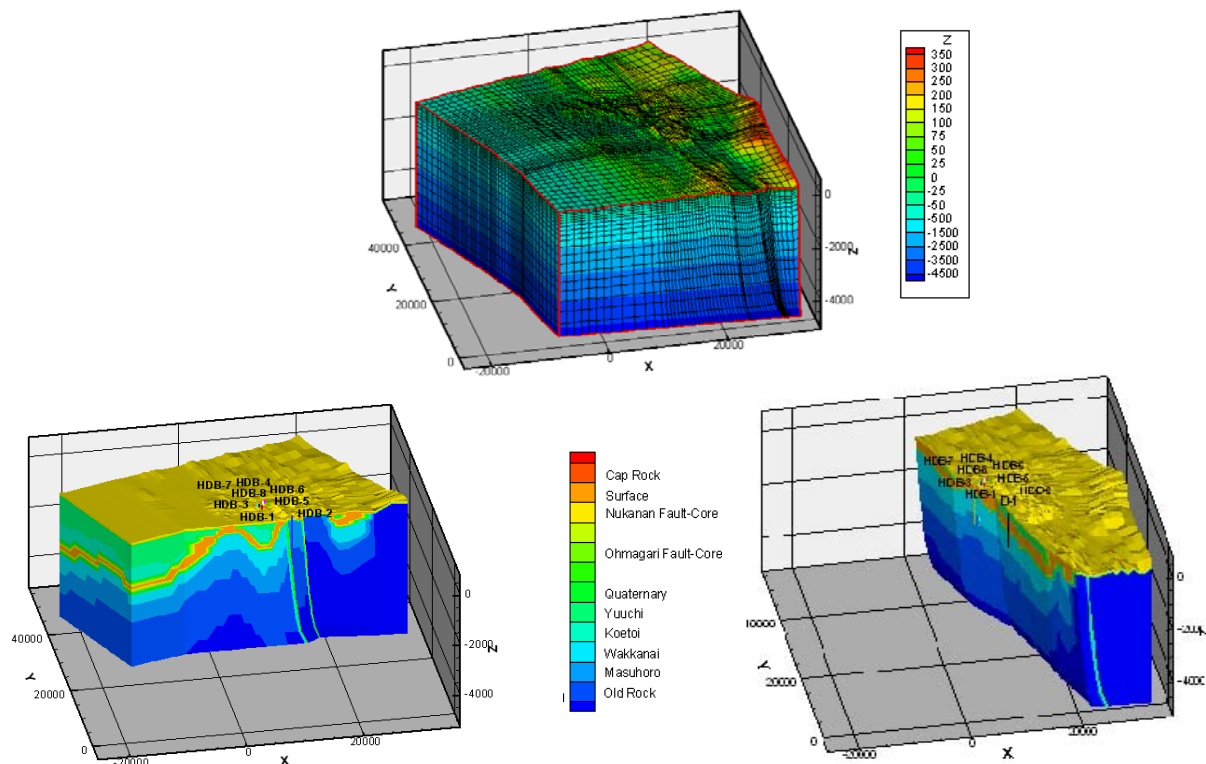 Z
350
300
200
150
100
75
50
25
0
-25
-500
-1500
-2500
-3500
-4500
0
-2000
Z
-4000
40000
Y
20000
0
-20000
0
20000
X
HDB-7 HDB-4
HDB-8 HDB-6
HDB-3 HDB-5
HDB-1 HDB-2
0
-2000
Z
-4000
40000
Y
20000
0
-20000
0
20000
X
Cap Rock
Surface
Nukanan Fault-Core
Ohmagari Fault-Core
Quaternary
Yuuchi
Koetoi
Wakkanai
Masuhoro
Old Rock
HDB-7 HDB-4
HDB-8 HDB-6
HDB-3 HDB-5
HDB-1
D-1
0
-2000
-4000
10000
Y
20000
0
-20000
0
20000
X